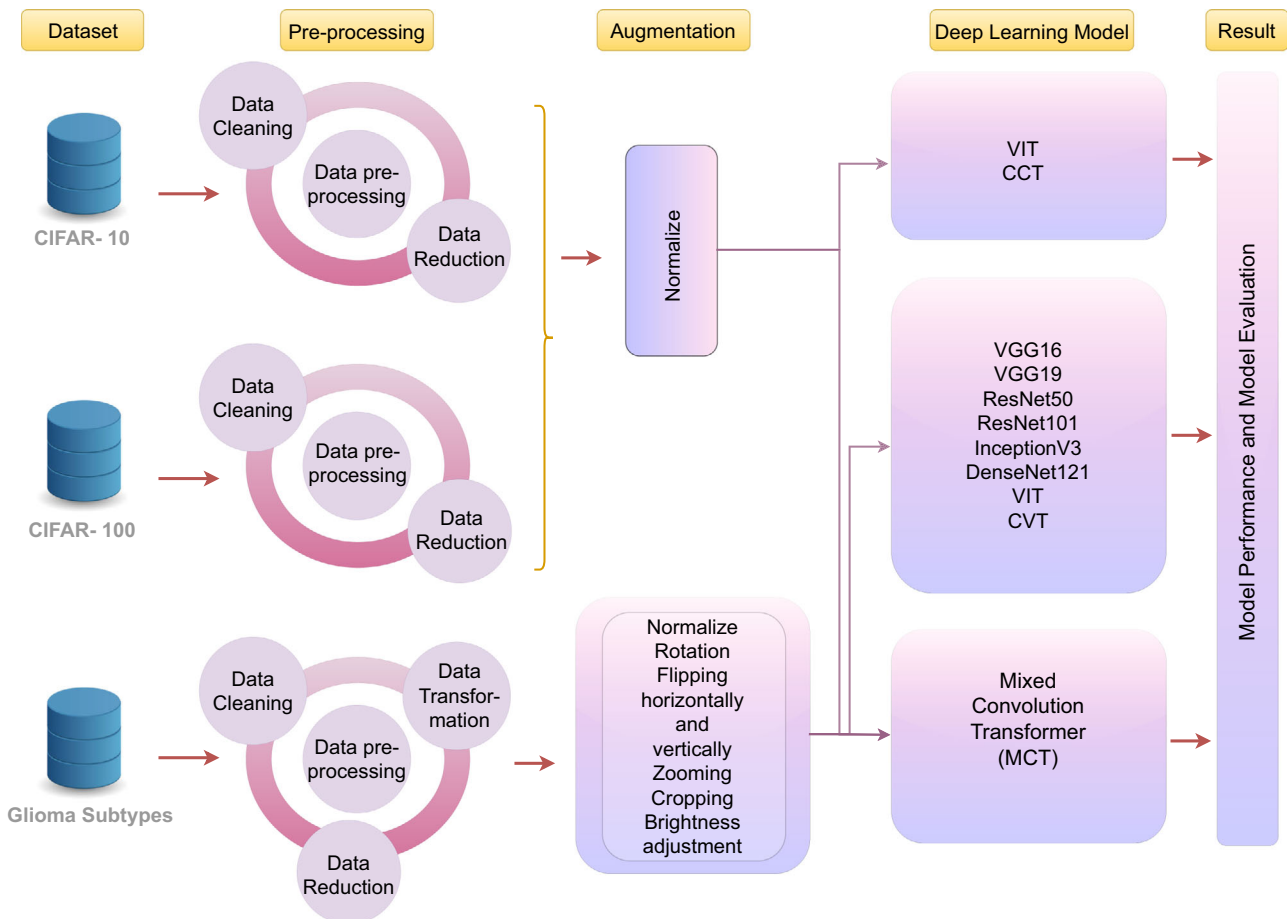 Dataset
Pre-processing
Augmentation
Deep Learning Model
Result
Data
Cleaning
Data pre-
processing
Data
Reduction
CIFAR- 10
Data
Cleaning
Data pre-
processing
Data
Reduction
CIFAR- 100
Data
Cleaning
Data
Transfor-
mation
Data pre-
processing
Data
Reduction
Glioma Subtypes
Normalize
Normalize
Rotation
Flipping
horizontally
and
vertically
Zooming
Cropping
Brightness
adjustment
VIT
CCT
VGG16
VGG19
ResNet50
ResNet101
InceptionV3
DenseNet121
VIT
CVT
Mixed
Convolution
Transformer
(MCT)
Model Performance and Model Evaluation